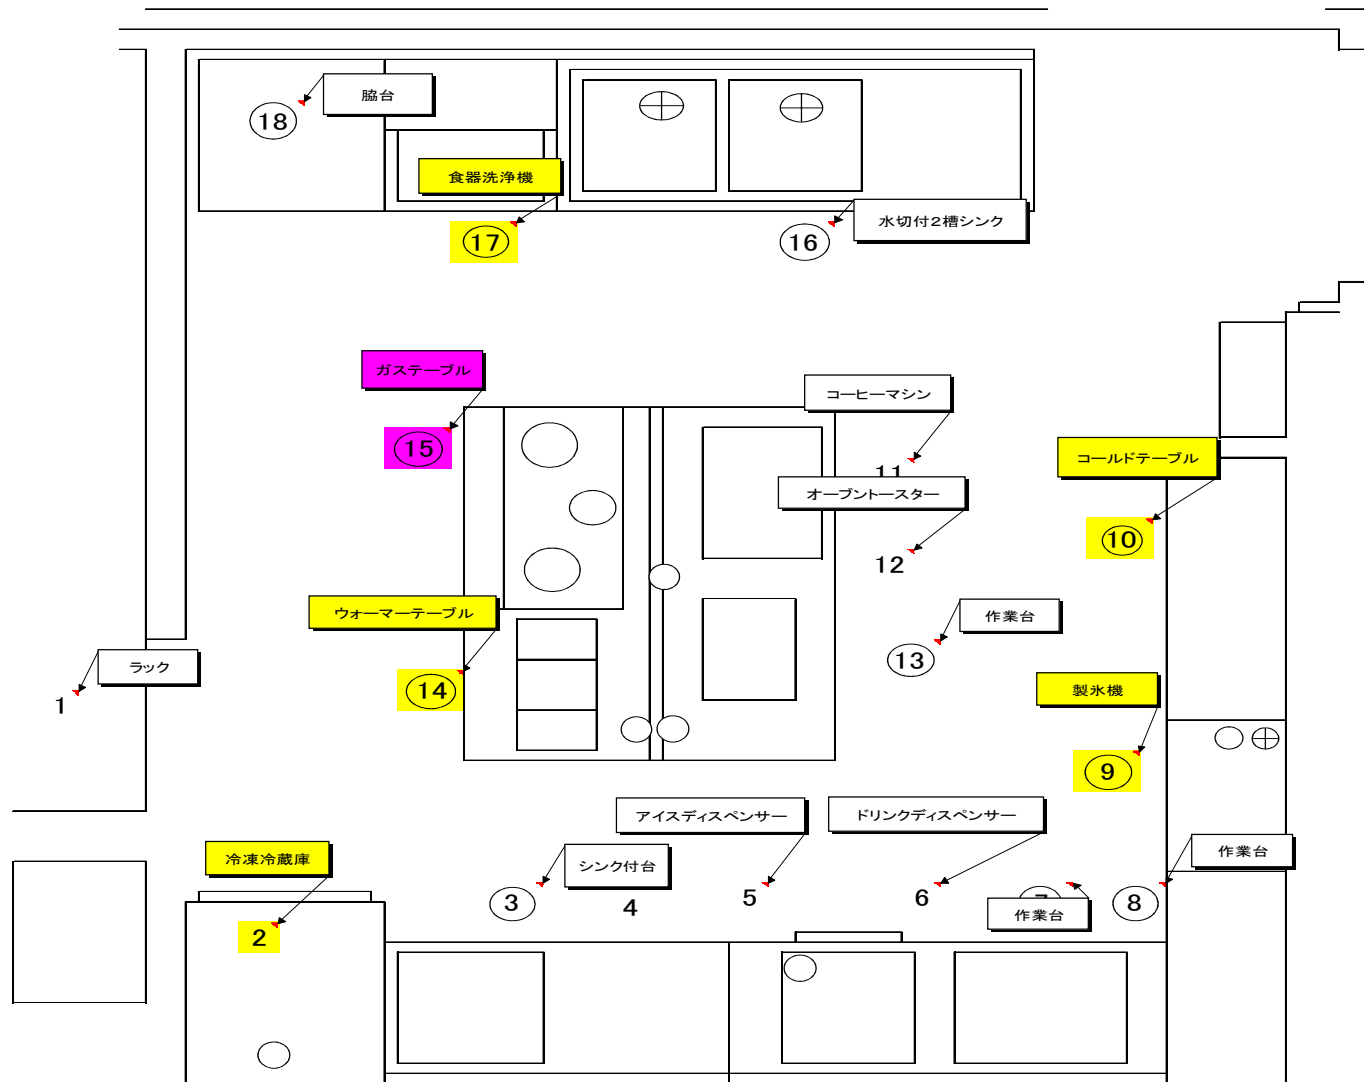 脇台
18
食器洗浄機
17
水切付2槽シンク
16
ガステーブル
15
コーヒーマシン
11
コールドテーブル
オーブントースター
10
12
ウォーマーテーブル
作業台
13
ラック
1
14
製氷機
9
アイスディスペンサー
ドリンクディスペンサー
冷凍冷蔵庫
シンク付台
作業台
3
4
5
6
7
8
作業台
2